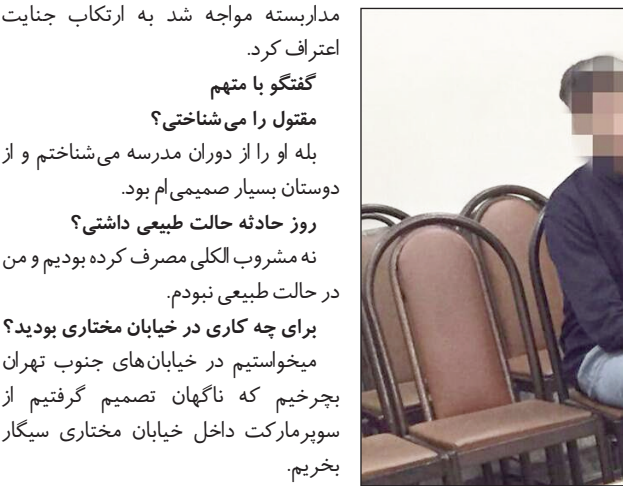 مداربسته مواجه شد به ارتکاب جنایت
اعتراف کرد.
گفتگو با متهم
مقتول را می‌شناختی؟
بله او را از دوران مدرسه می‌شناختم و از
دوستان بسیار صمیمی‌ام بود.
روز حادثه حالت طبیعی داشتی؟
نه مشروب الکلی مصرف کرده بودیم و من
در حالت طبیعی نبودم.
برای چه کاری در خیابان مختاری بودید؟
میخواستیم در خیابان‌های جنوب تهران
بچرخیم که ناگهان تصمیم گرفتیم از
سوپرمارکت داخل خیابان مختاری سیگار
بخریم.